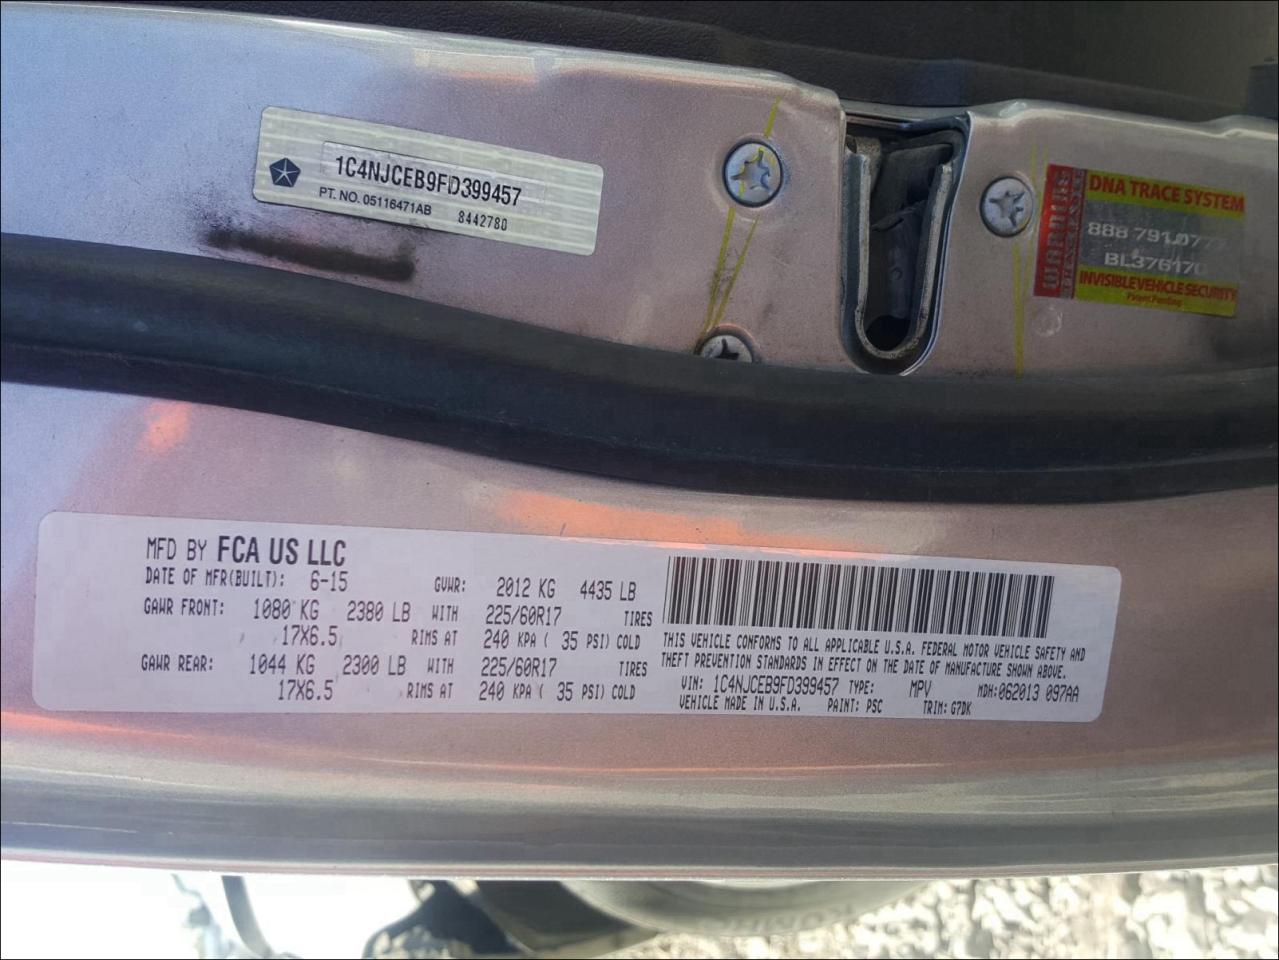 1C4NJCEB9FD399457
PT. NO. 05116471AB 8442780
DNA TRACE SYSTEM
BL376170
INVISIBLE VEHICLE SECURITY
Patent Pending
MFD BY FCA US LLC
DATE OF MFR(BUILT): 6-15 GVWR: 2012 KG 4435 LB
GAWR FRONT: 1080 KG 2380 LB WITH 225/60R17 TIRES
17X6.5 RIMS AT 240 KPA ( 35 PSI) COLD
GAWR REAR: 1044 KG 2300 LB WITH 225/60R17 TIRES
17X6.5 RIMS AT 240 KPA ( 35 PSI) COLD
THIS VEHICLE CONFORMS TO ALL APPLICABLE U.S.A. FEDERAL MOTOR VEHICLE SAFETY AND
THEFT PREVENTION STANDARDS IN EFFECT ON THE DATE OF MANUFACTURE SHOWN ABOVE.
VIN: 1C4NJCEB9FD399457 TYPE: MPV MDH: 062013 097AA
VEHICLE MADE IN U.S.A. PAINT: PSC TRIM: G7DK